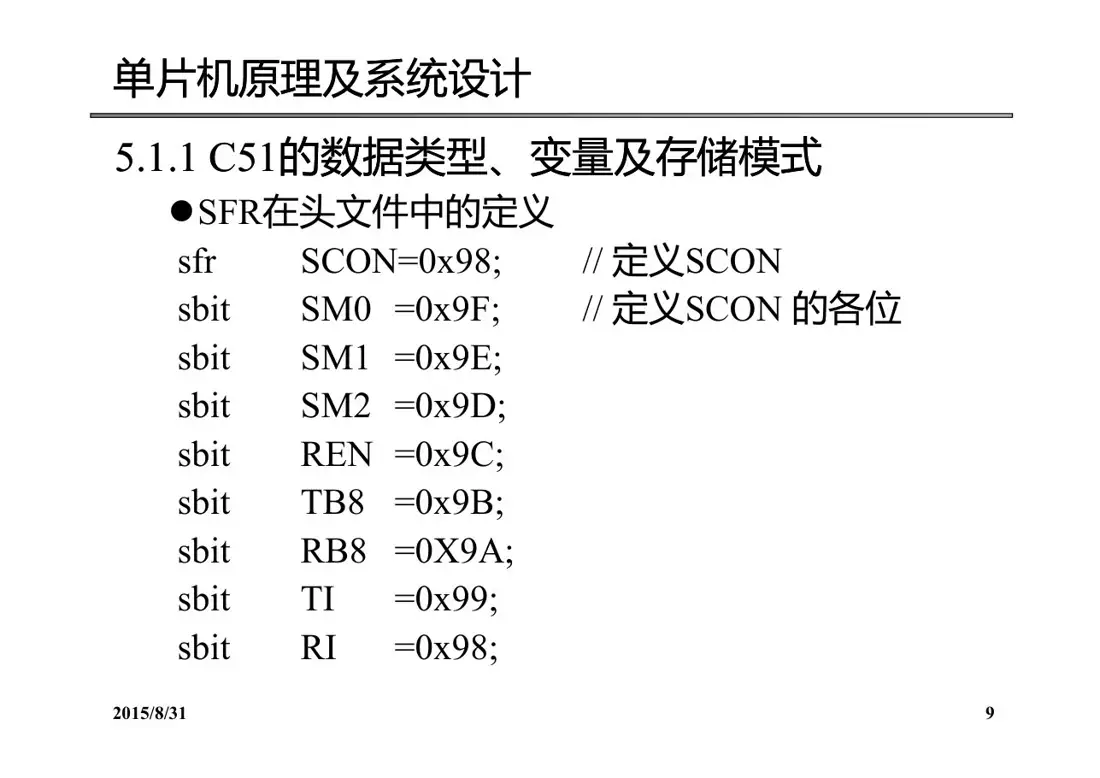 单片机原理及系统设计
5.1.1 C51的数据类型、变量及存储模式
●SFR在头文件中的定义
sfr SCON=0x98; // 定义SCON
sbit SM0 =0x9F; // 定义SCON 的各位
sbit SM1 =0x9E;
sbit SM2 =0x9D;
sbit REN =0x9C;
sbit TB8 =0x9B;
sbit RB8 =0X9A;
sbit TI =0x99;
sbit RI =0x98;
2015/8/31 9